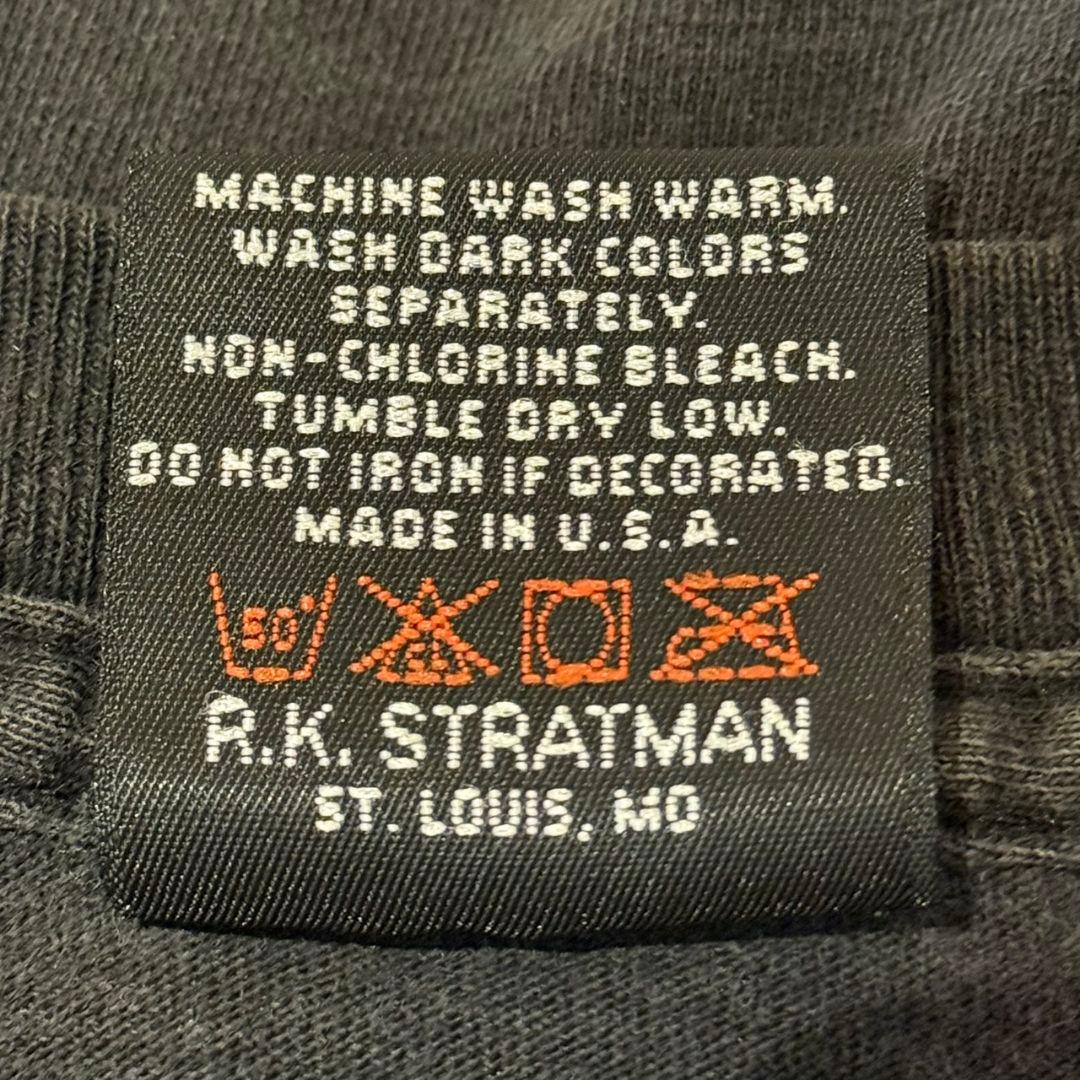 MACHINE WASH WARM.
WASH DARK COLORS
SEPARATELY.
NON-CHLORINE BLEACH.
TUMBLE DRY LOW.
DO NOT IRON IF DECORATED.
MADE IN U.S.A.
50°
R.K. STRATMAN
ST. LOUIS, MO